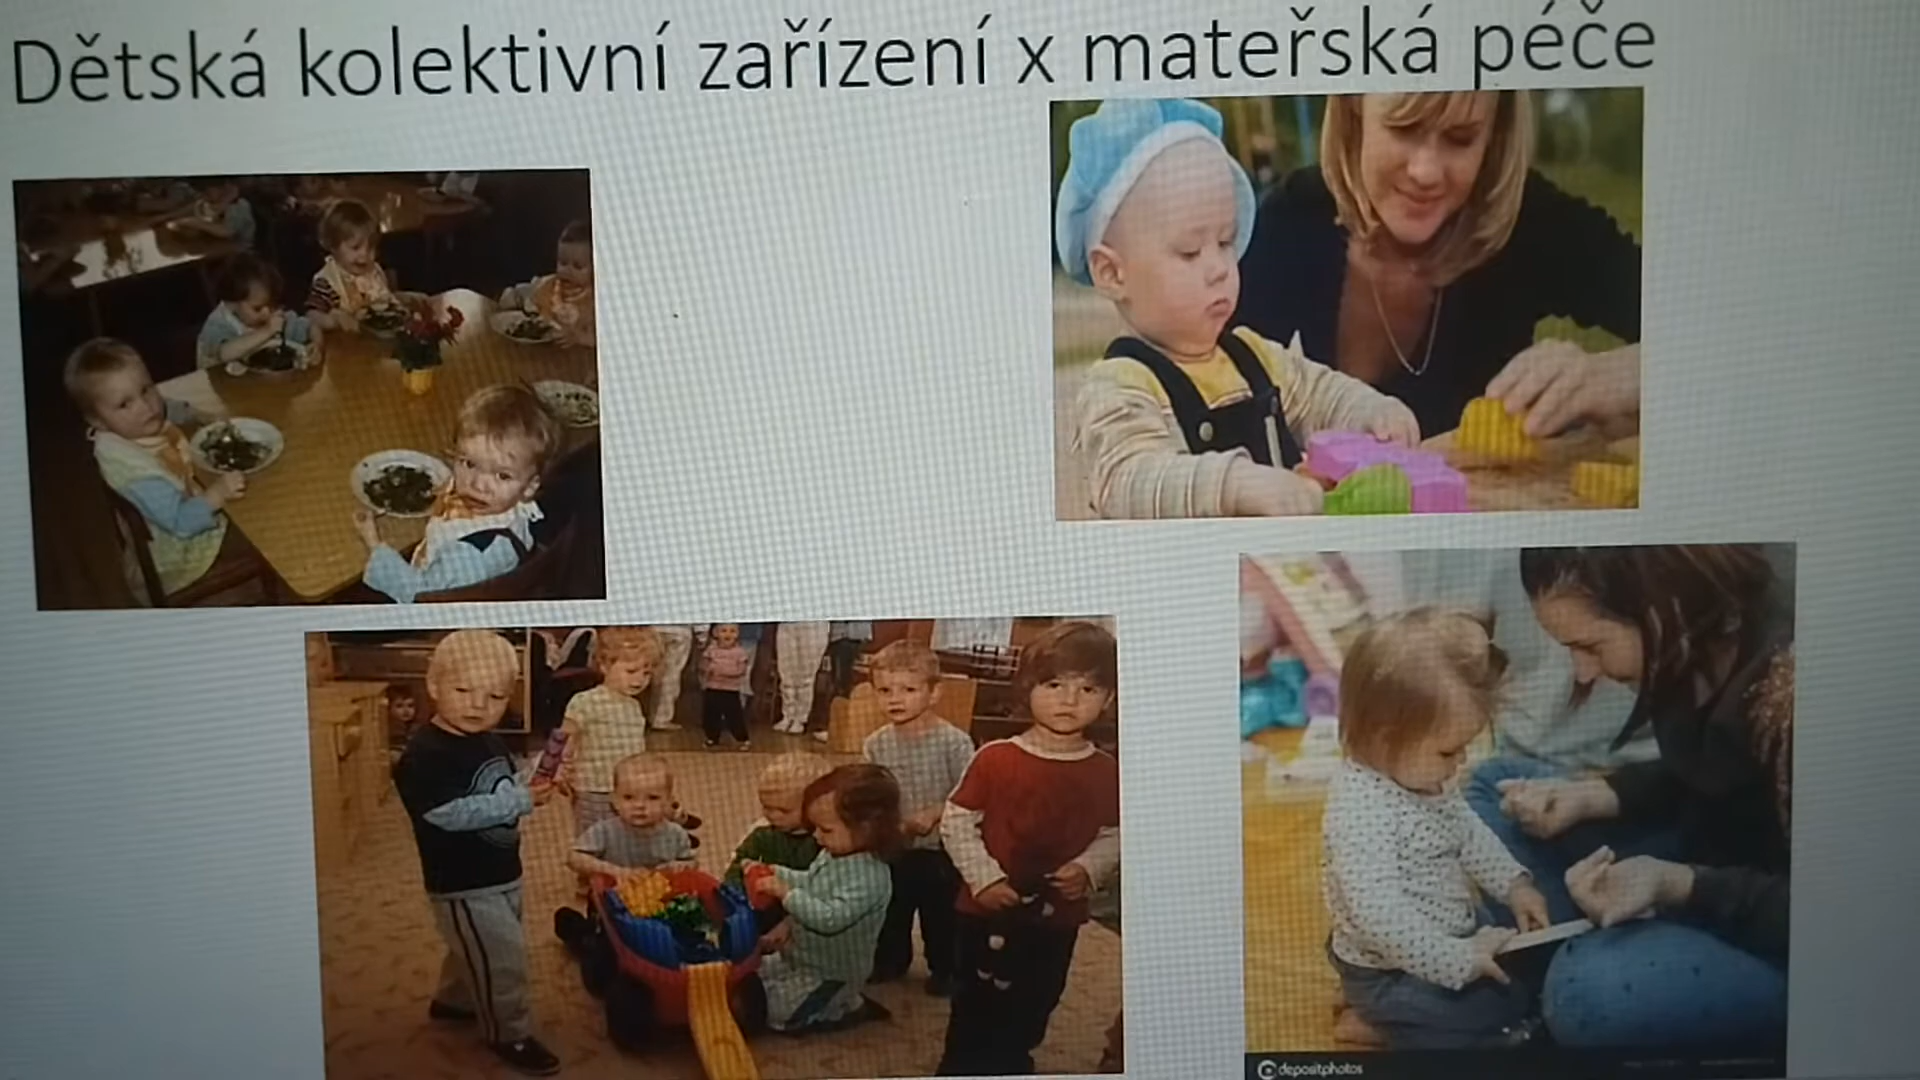 Dětská kolektivní zařízení x mateřská péče
depositphotos